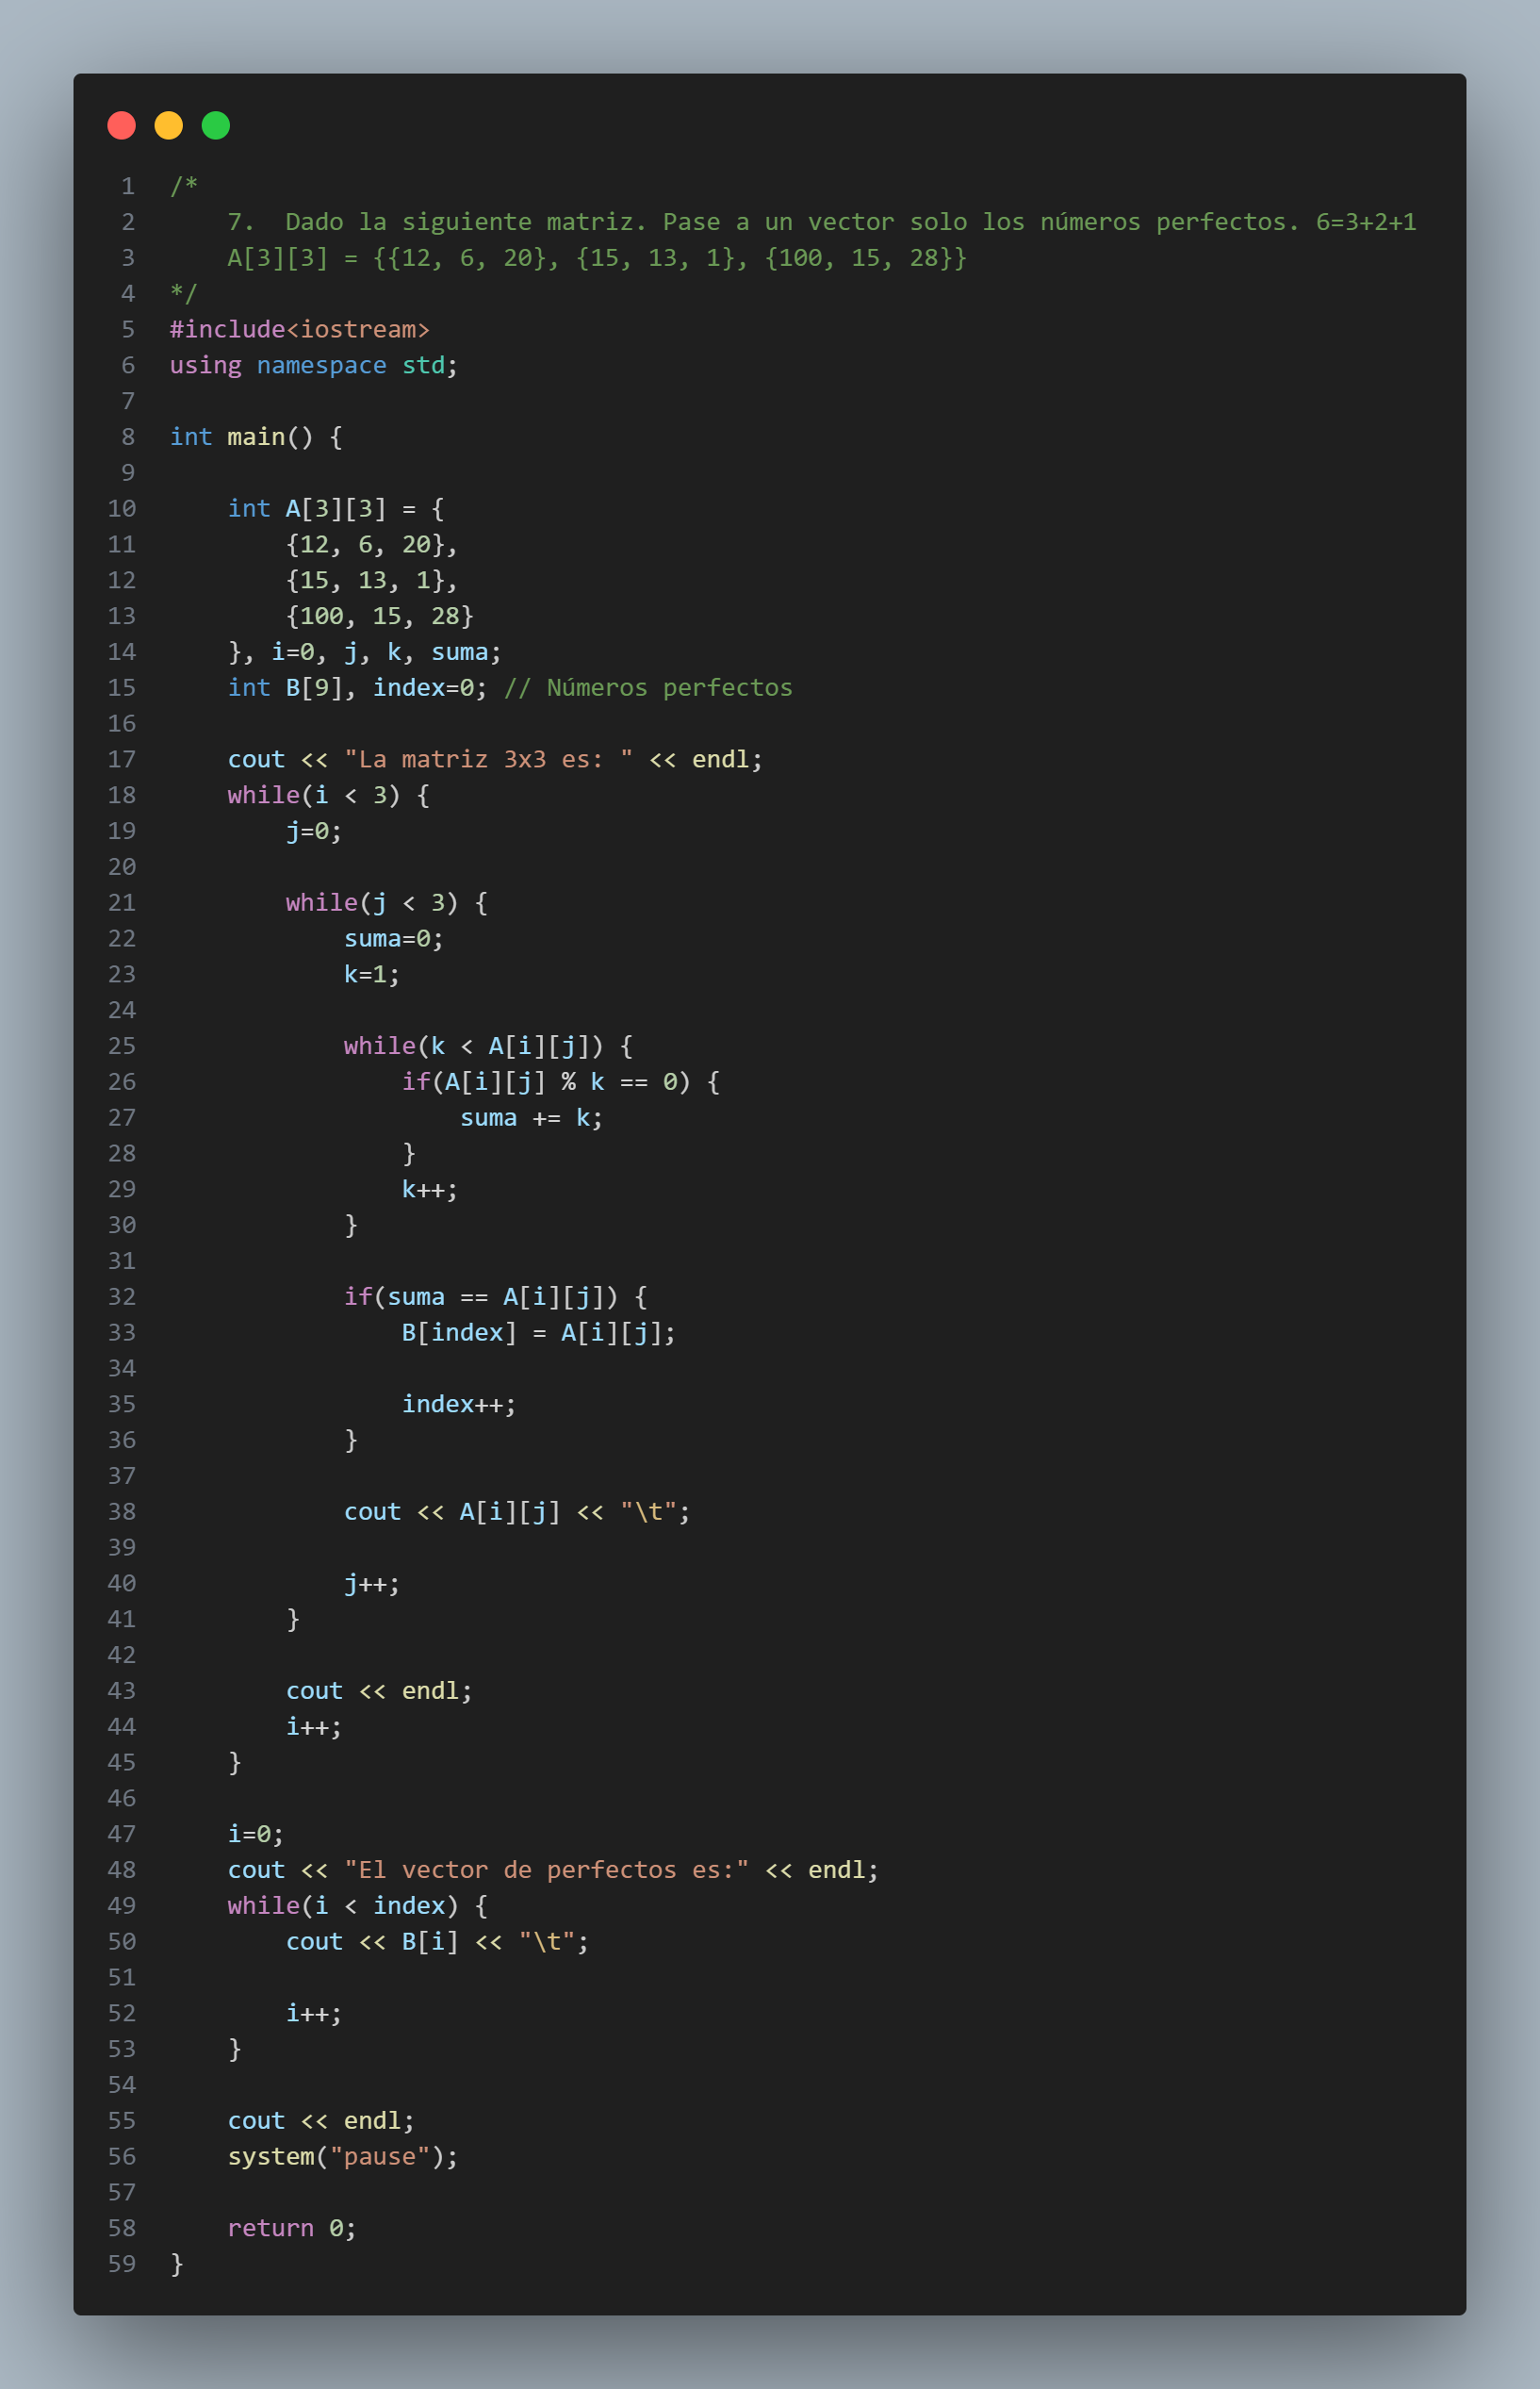 1 /*
2     7.  Dado la siguiente matriz. Pase a un vector solo los números perfectos. 6=3+2+1
3     A[3][3] = {{12, 6, 20}, {15, 13, 1}, {100, 15, 28}}
4 */
5 #include<iostream>
6 using namespace std;
7
8 int main() {
9
10     int A[3][3] = {
11         {12, 6, 20},
12         {15, 13, 1},
13         {100, 15, 28}
14     }, i=0, j, k, suma;
15     int B[9], index=0; // Números perfectos
16
17     cout << "La matriz 3x3 es: " << endl;
18     while(i < 3) {
19         j=0;
20
21         while(j < 3) {
22             suma=0;
23             k=1;
24
25             while(k < A[i][j]) {
26                 if(A[i][j] % k == 0) {
27                     suma += k;
28                 }
29                 k++;
30             }
31
32             if(suma == A[i][j]) {
33                 B[index] = A[i][j];
34
35                 index++;
36             }
37
38             cout << A[i][j] << "\t";
39
40             j++;
41         }
42
43         cout << endl;
44         i++;
45     }
46
47     i=0;
48     cout << "El vector de perfectos es:" << endl;
49     while(i < index) {
50         cout << B[i] << "\t";
51
52         i++;
53     }
54
55     cout << endl;
56     system("pause");
57
58     return 0;
59 }